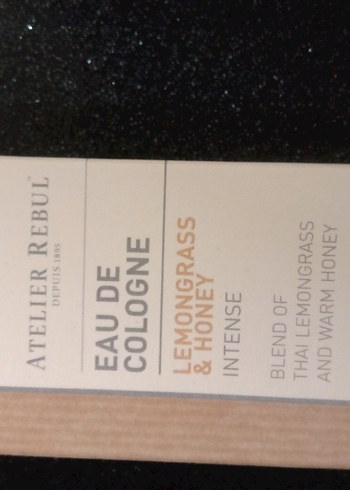 ATELIER REBUL
DEPUIS 1895
EAU DE
COLOGNE
LEMONGRASS
& HONEY
INTENSE
BLEND OF
THAI LEMONGRASS
AND WARM HONEY